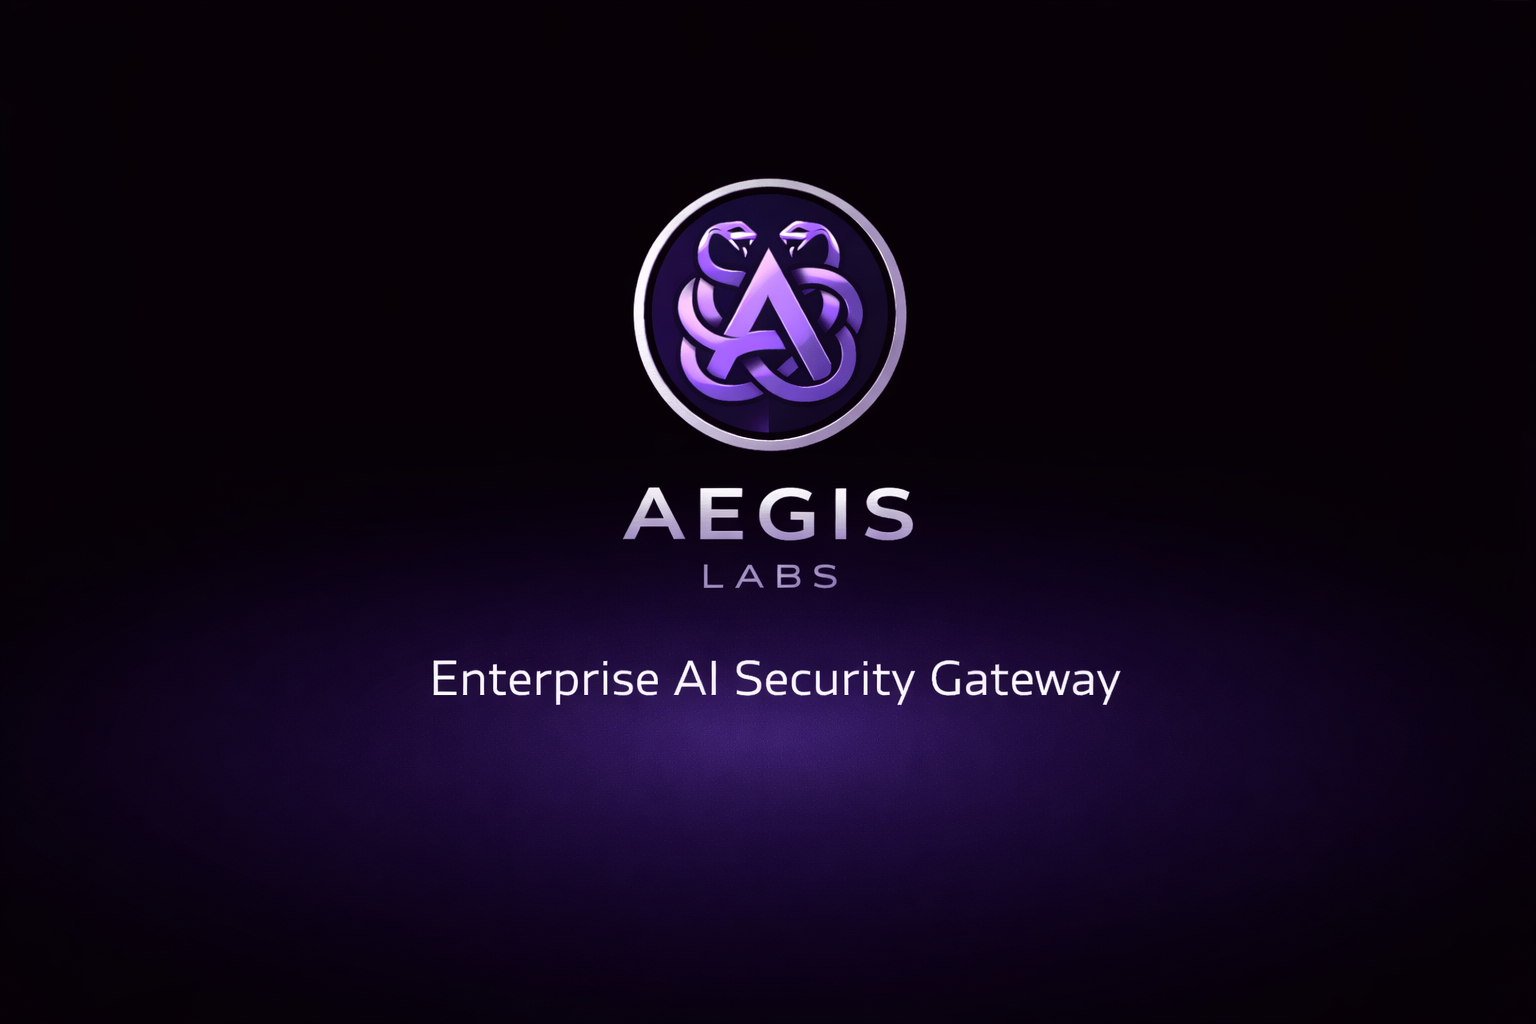 A
AEGIS
LABS
Enterprise AI Security Gateway